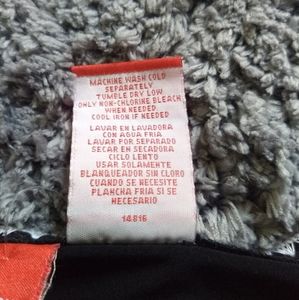 MACHINE WASH COLD
SEPARATELY
TUMBLE DRY LOW
ONLY NON-CHLORINE BLEACH
WHEN NEEDED
COOL IRON IF NEEDED
LAVAR EN LAVADORA
CON AGUA FRIA
LAVAR POR SEPARADO
SECAR EN SECADORA
CICLO LENTO
USAR SOLAMENTE
BLANQUEADOR SIN CLORO
CUANDO SE NECESITE
PLANCHA FRIA SI SE
NECESARIO
14816